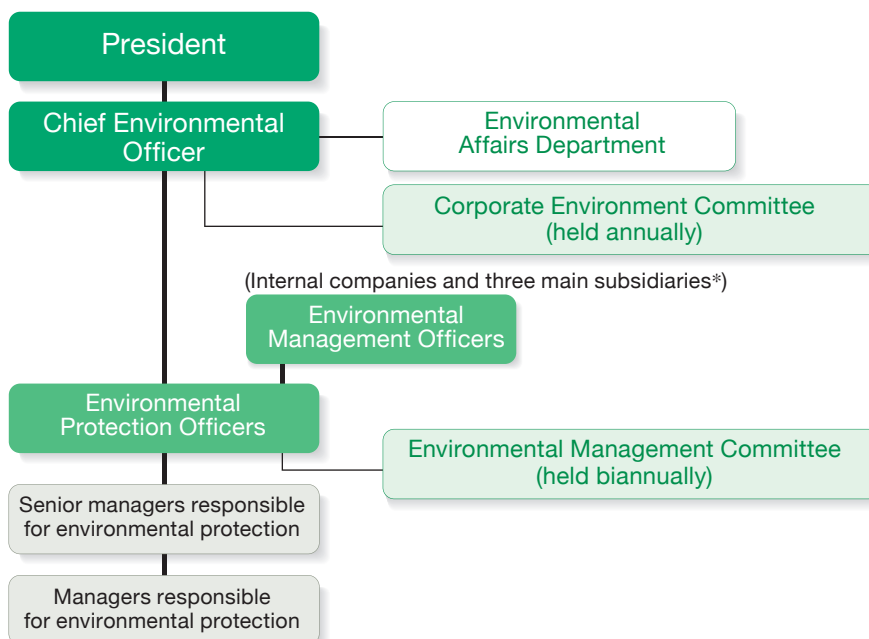 President
Chief Environmental
Officer
Environmental
Affairs Department
Corporate Environment Committee
(held annually)
(Internal companies and three main subsidiaries*)
Environmental
Management Officers
Environmental
Protection Officers
Environmental Management Committee
(held biannually)
Senior managers responsible
for environmental protection
Managers responsible
for environmental protection